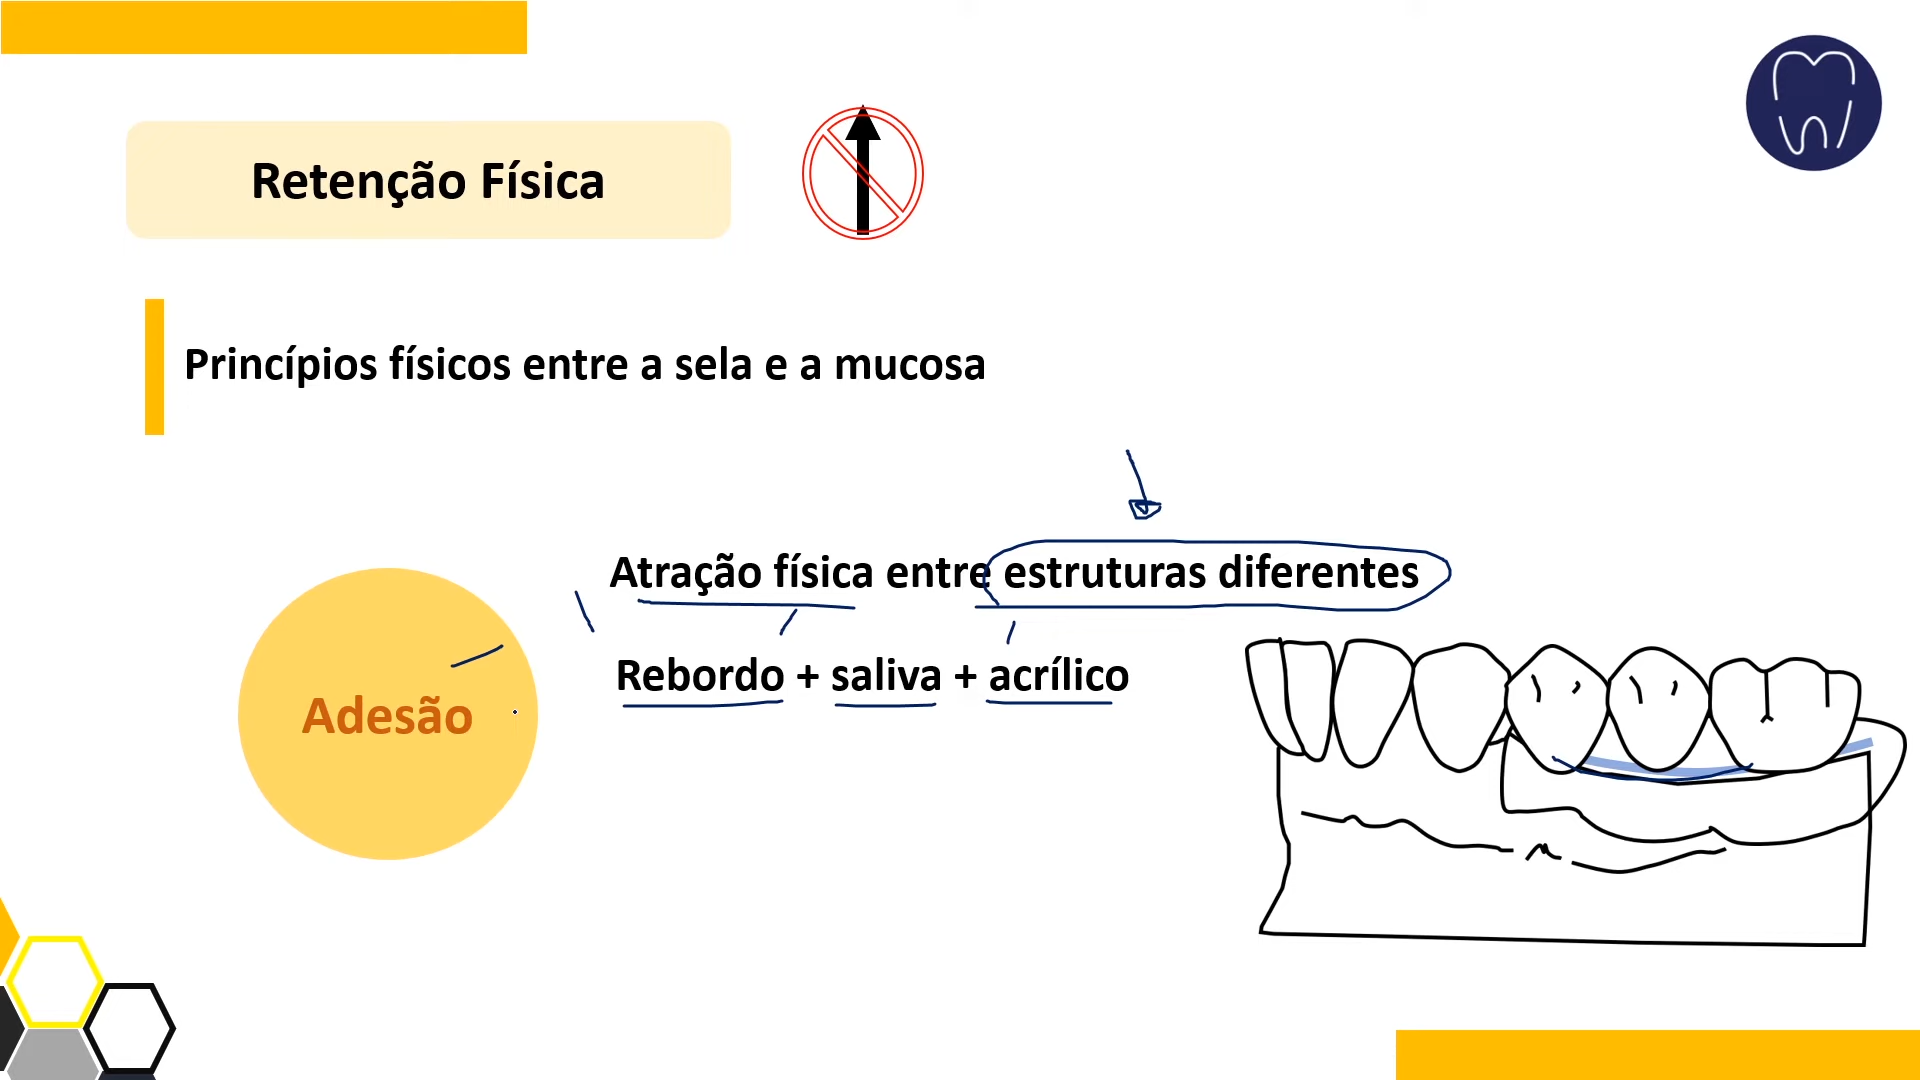 Retenção Física
Princípios físicos entre a sela e a mucosa
Atração física entre estruturas diferentes
Rebordo + saliva + acrílico
Adesão